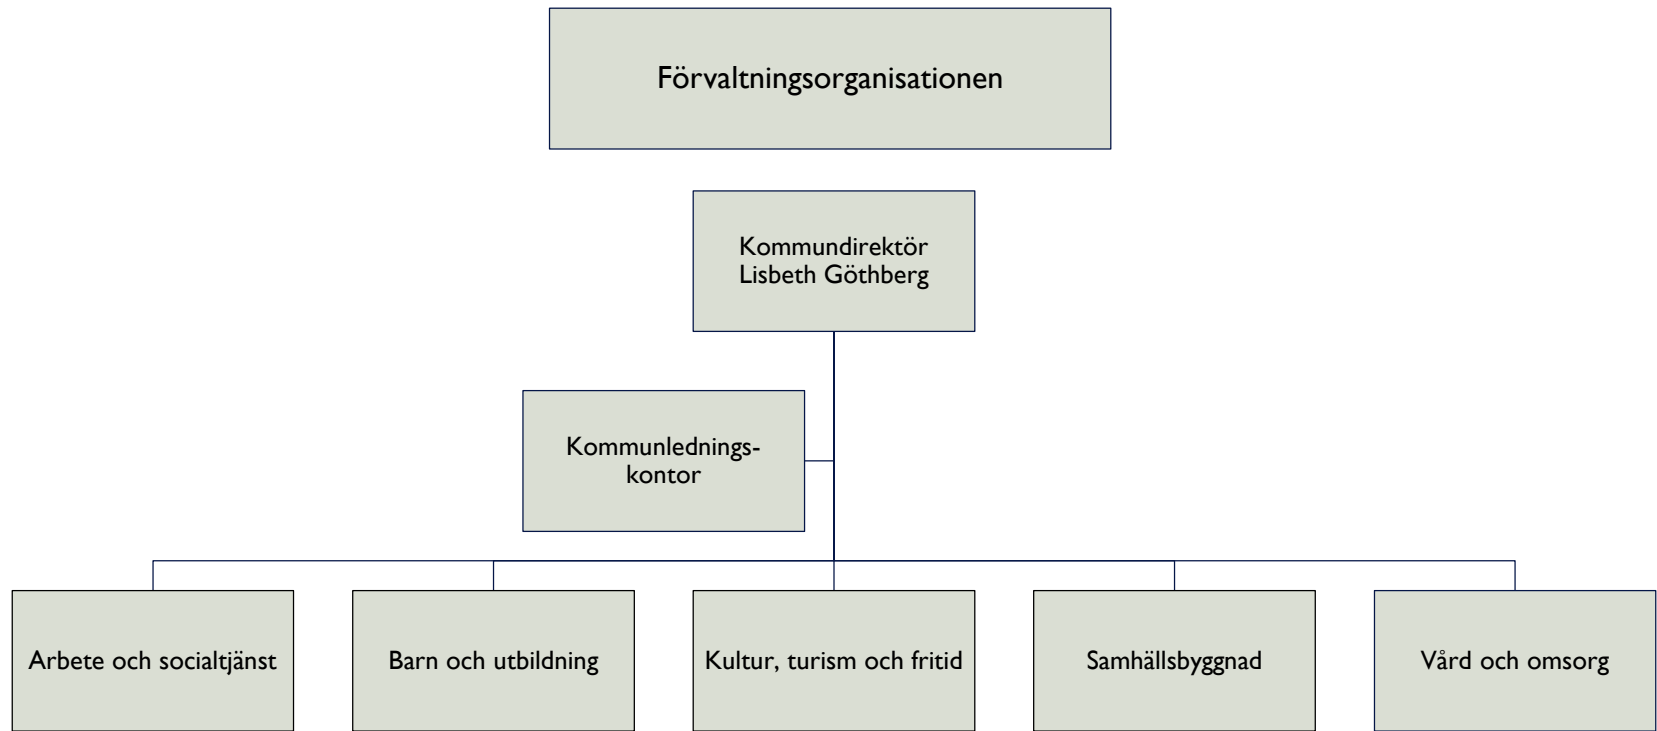 Förvaltningsorganisationen
Kommundirektör
Lisbeth Göthberg
Kommunlednings-
kontor
Arbete och socialtjänst
Barn och utbildning
Kultur, turism och fritid
Samhällsbyggnad
Vård och omsorg